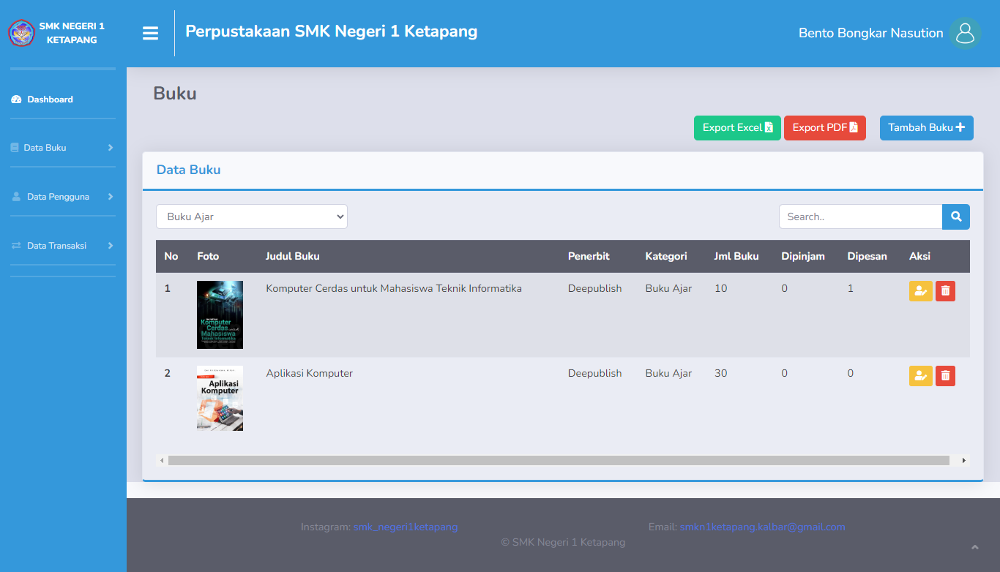 SMK NEGERI 1
KETAPANG
Perpustakaan SMK Negeri 1 Ketapang
Bento Bongkar Nasution
Dashboard
Data Buku
Data Pengguna
Data Transaksi
Buku
Export Excel Export PDF Tambah Buku
Data Buku
Buku Ajar
Search..
No Foto Judul Buku Penerbit Kategori Jml Buku Dipinjam Dipesan Aksi
1 Komputer Cerdas untuk Mahasiswa Teknik Informatika Deepublish Buku Ajar 10 0 1
Komputer
Cerdas untuk
Mahasiswa
Teknik Informatika
2 Aplikasi Komputer Deepublish Buku Ajar 30 0 0
Aplikasi
Komputer
Instagram: smk_negeri1ketapang Email: smkn1ketapang.kalbar@gmail.com
© SMK Negeri 1 Ketapang